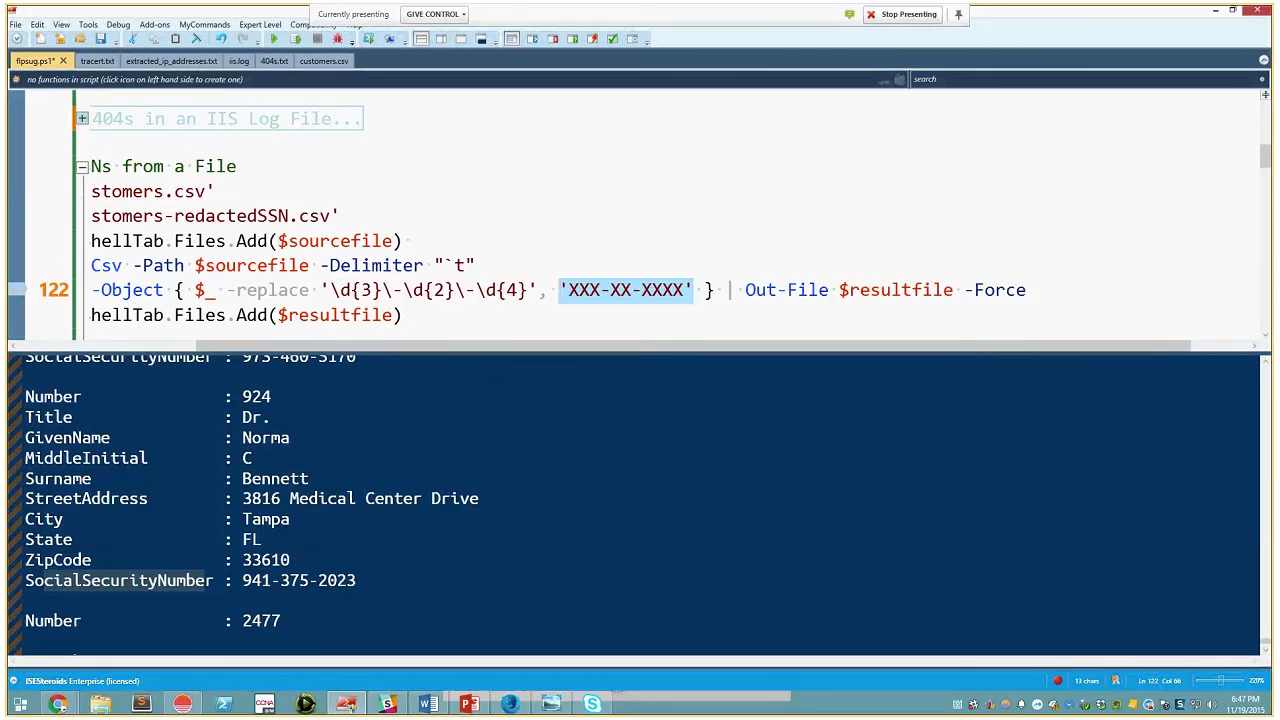 Currently presenting GIVE CONTROL Stop Presenting
File Edit View Tools Debug Add-ons MyCommands Expert Level
flpsug.ps1* tracert.txt extracted_ip_addresses.txt iis.log 404s.txt customers.csv
no functions in script (click icon on left hand side to create one) search
404s in an IIS Log File...
Ns from a File
stomers.csv'
stomers-redactedSSN.csv'
hellTab.Files.Add($sourcefile)
Csv -Path $sourcefile -Delimiter "`t"
122 -Object { $_ -replace '\d{3}\-\d{2}\-\d{4}', 'XXX-XX-XXXX' } | Out-File $resultfile -Force
hellTab.Files.Add($resultfile)
SocialSecurityNumber : 973-460-5170
Number : 924
Title : Dr.
GivenName : Norma
MiddleInitial : C
Surname : Bennett
StreetAddress : 3816 Medical Center Drive
City : Tampa
State : FL
ZipCode : 33610
SocialSecurityNumber : 941-375-2023
Number : 2477
ISESteroids Enterprise (licensed) 13 chars Ln 122 Col 66 220%
CCNA
6:47 PM
11/19/2015